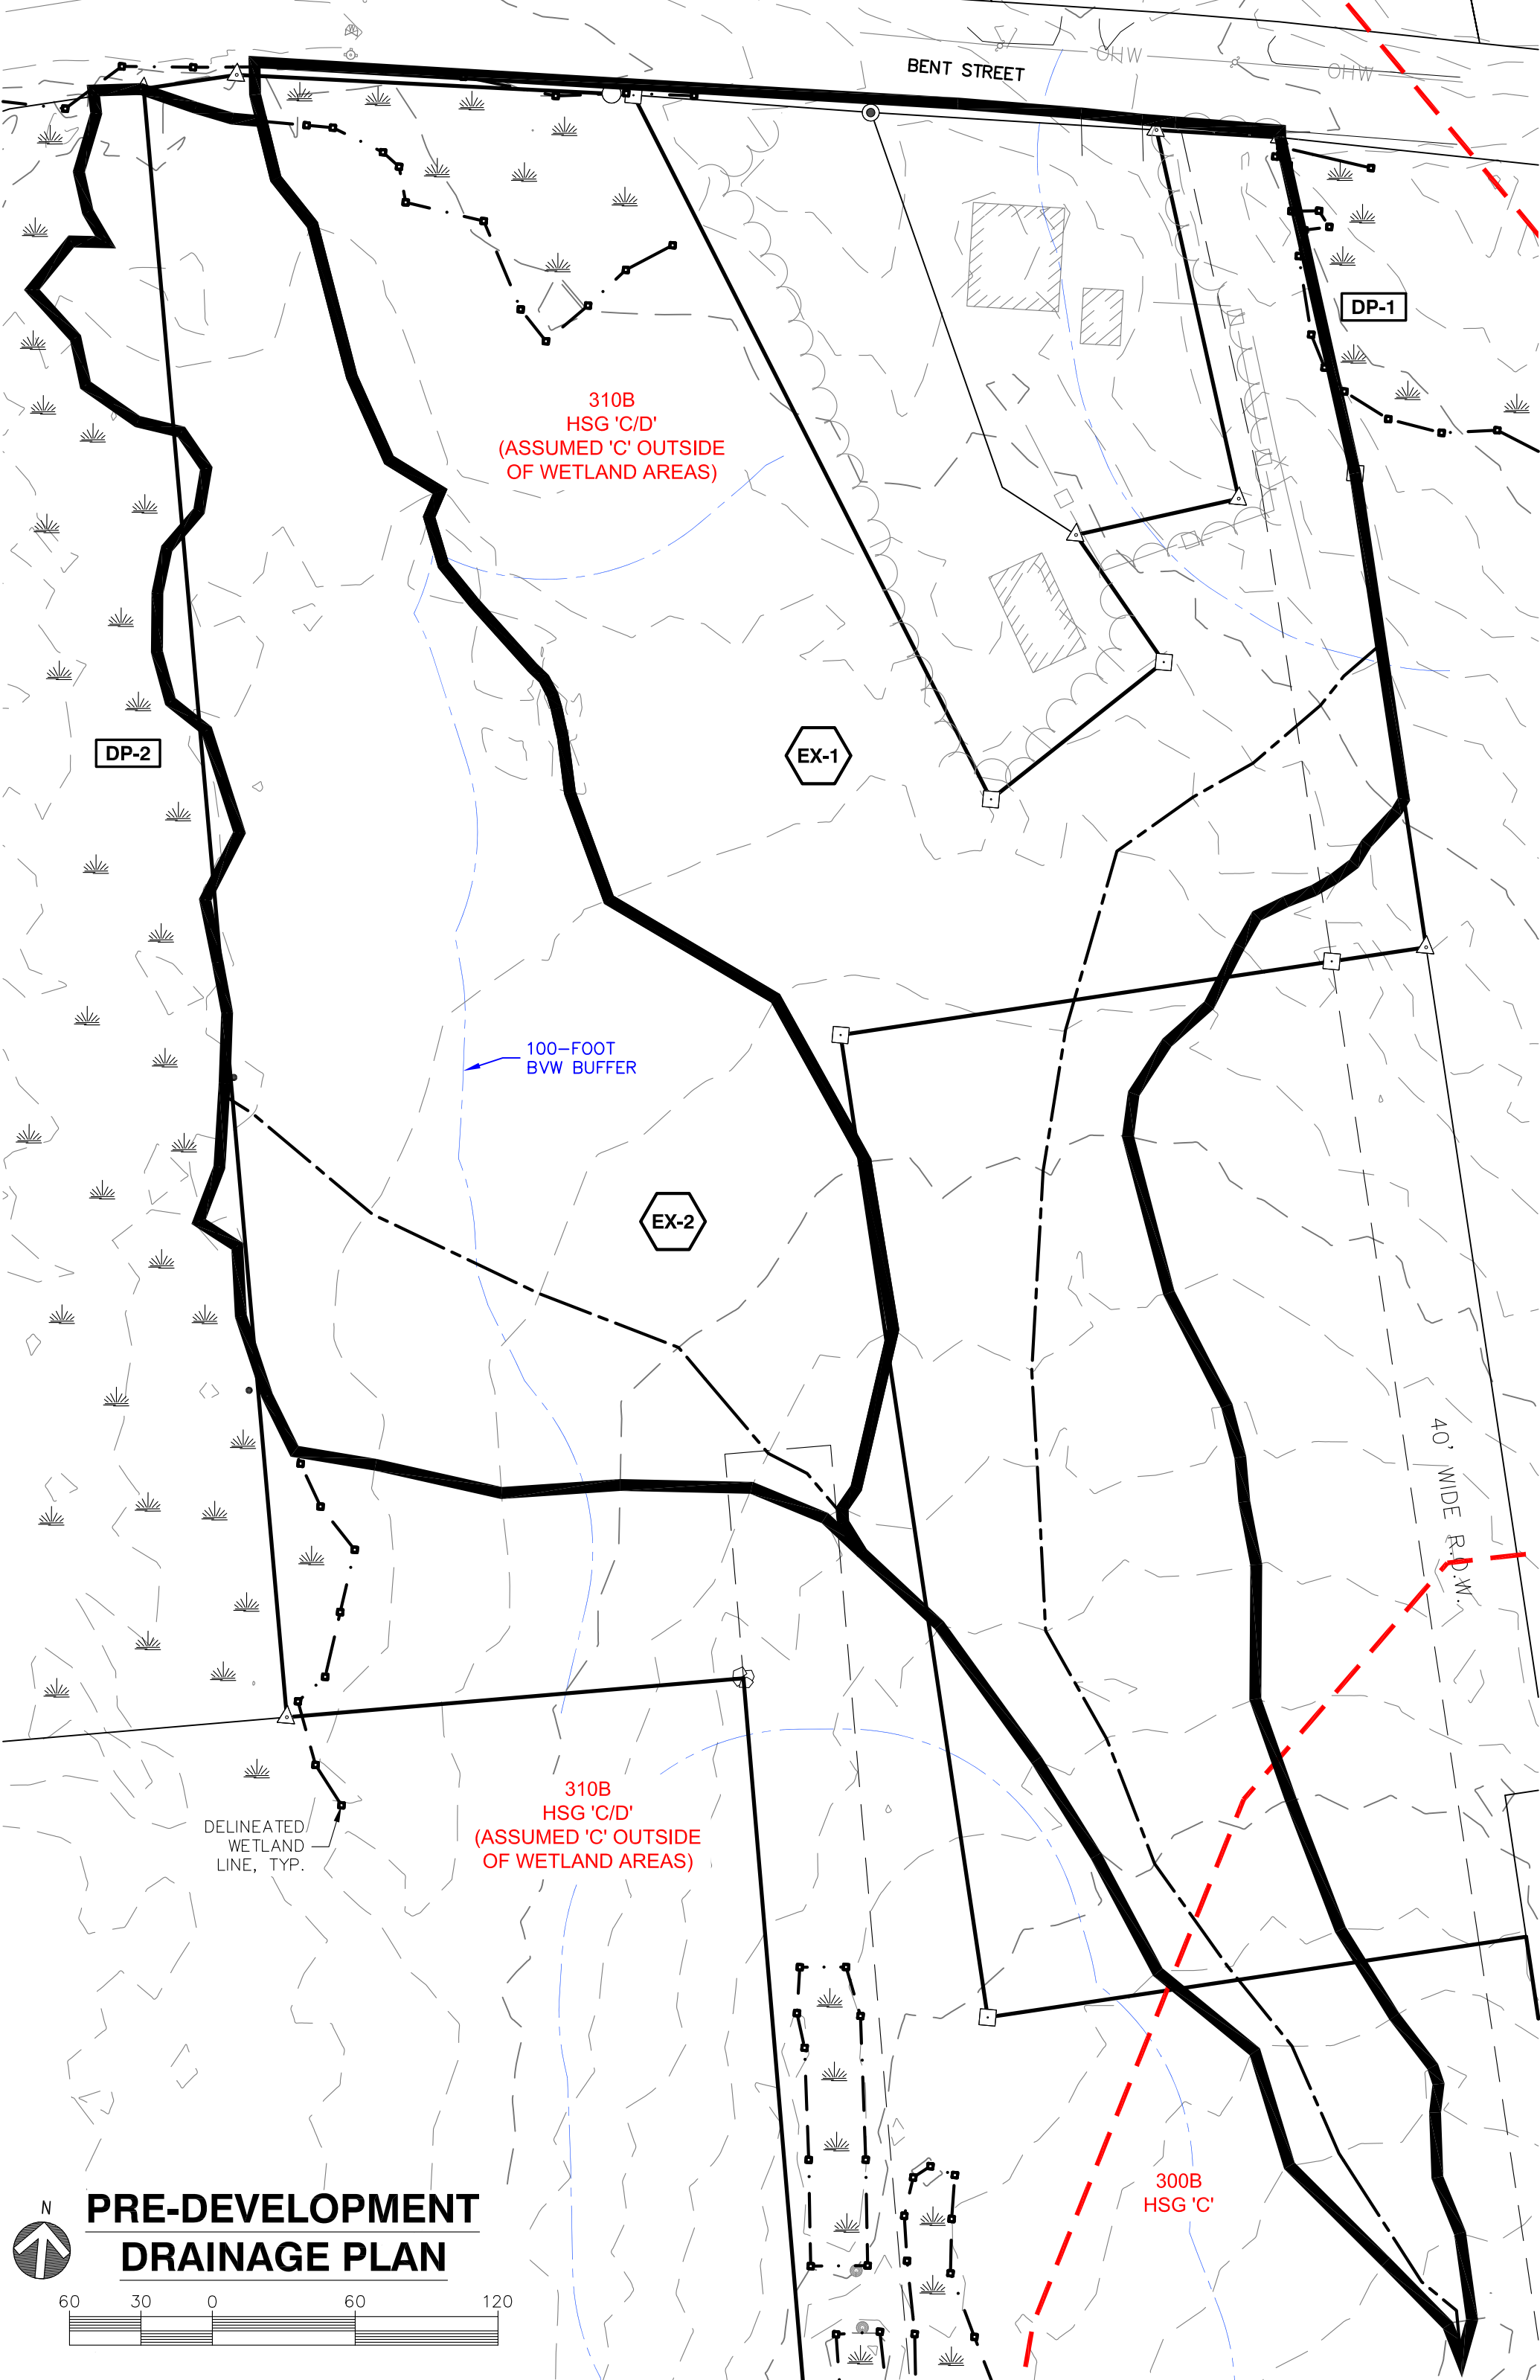 BENT STREET
OHW
OHW
DP-1
310B
HSG 'C/D'
(ASSUMED 'C' OUTSIDE
OF WETLAND AREAS)
DP-2
EX-1
100-FOOT
BVW BUFFER
EX-2
40' WIDE R.O.W.
310B
HSG 'C/D'
(ASSUMED 'C' OUTSIDE
OF WETLAND AREAS)
DELINEATED
WETLAND
LINE, TYP.
300B
HSG 'C'
N
PRE-DEVELOPMENT
DRAINAGE PLAN
60 30 0 60 120